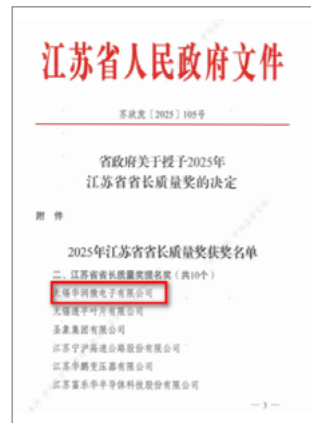 江苏省人民政府文件
苏政发〔2025〕105号
省政府关于授予2025年
江苏省省长质量奖的决定
附 件
2025年江苏省省长质量奖获奖名单
二、江苏省省长质量奖提名奖（共10个）
无锡华润微电子有限公司
无锡透平叶片有限公司
圣象集团有限公司
江苏宁沪高速公路股份有限公司
江苏华鹏变压器有限公司
江苏富乐华半导体科技股份有限公司
— 3 —